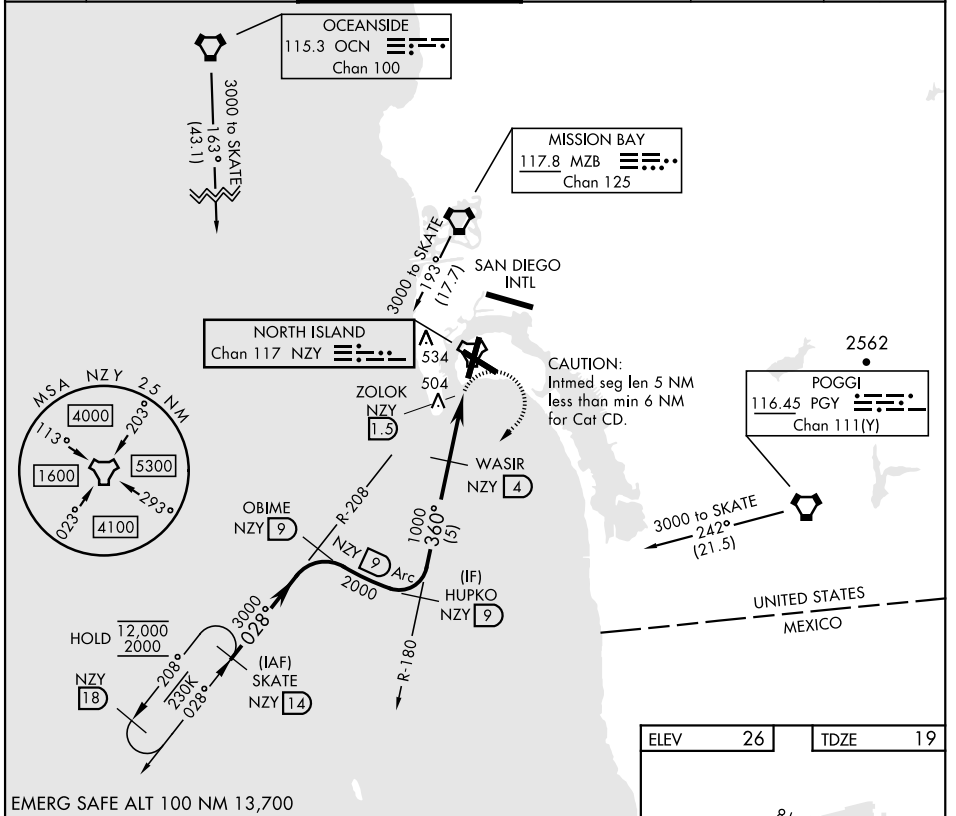 OCEANSIDE
115.3 OCN
Chan 100
3000 to SKATE
163°
(43.1)
MISSION BAY
117.8 MZB
Chan 125
3000 to SKATE
193°
(17.7)
SAN DIEGO
INTL
NORTH ISLAND
Chan 117 NZY
534
504
ZOLOK
NZY
1.5
CAUTION:
Intmed seg len 5 NM
less than min 6 NM
for Cat CD.
2562
POGGI
116.45 PGY
Chan 111(Y)
3000 to SKATE
242°
(21.5)
MSA NZY 25 NM
4000
203°
113°
1600
5300
023°
293°
4100
WASIR
NZY 4
R-208
OBIME
NZY 9
NZY 9 Arc
2000
1000
360°
(5)
(IF)
HUPKO
NZY 9
R-180
UNITED STATES
MEXICO
HOLD 12,000
2000
3000
028°
208°
230K
028°
(IAF)
SKATE
NZY 14
NZY
18
ELEV 26
TDZE 19
EMERG SAFE ALT 100 NM 13,700